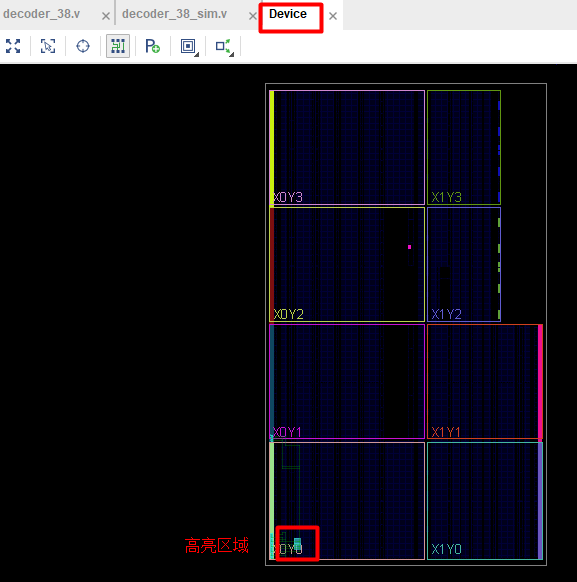 decoder_38.v
decoder_38_sim.v
Device
X0Y3
X1Y3
X0Y2
X1Y2
X0Y1
X1Y1
高亮区域
X0Y0
X1Y0